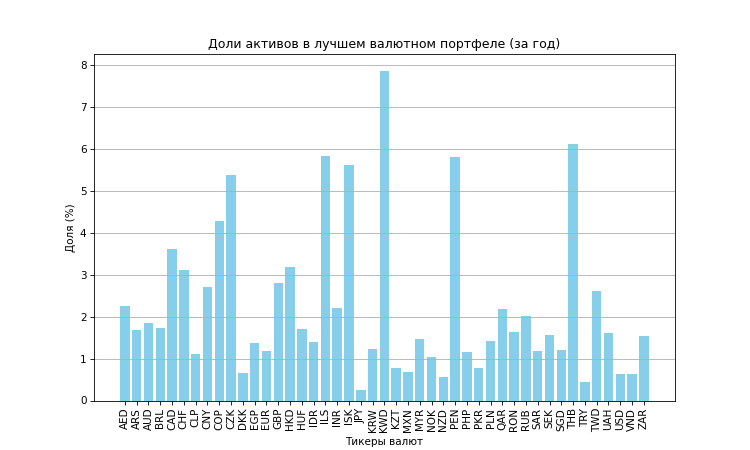 Доли активов в лучшем валютном портфеле (за год)
8
7
6
5
4
3
2
1
0
Доля (%)
AED ARS AUD BRL CAD CHF CLP CNY COP CZK DKK EGP EUR GBP HKD HUF IDR ILS INR ISK JPY KRW KWD KZT MXN MYR NOK NZD PEN PHP PKR PLN QAR RON RUB SAR SEK SGD THB TRY TWD UAH USD VND ZAR
Тикеры валют